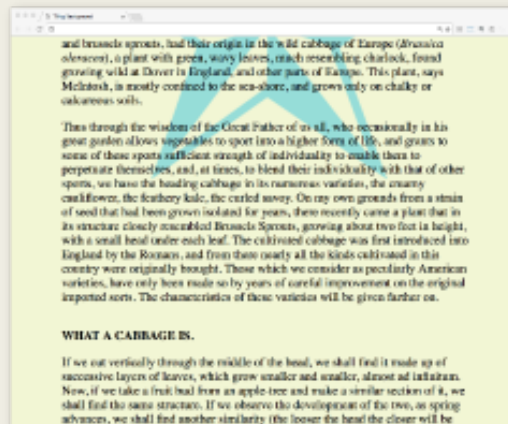 and brussels sprouts, had their origin in the wild cabbage of Europe (Brassica
oleracea), a plant with green, wavy leaves, much resembling charlock, found
growing wild at Dover in England, and other parts of Europe. This plant, says
McIntosh, is mostly confined to the sea-shore, and grows only on chalky or
calcareous soils.
Thus through the wisdom of the Great Father of us all, who occasionally in his
great garden allows vegetables to sport into a higher form of life, and grants to
some of these sports sufficient strength of individuality to enable them to
perpetuate themselves, and, at times, to blend their individuality with that of other
sports, we have the heading cabbage in its numerous varieties, the creamy
cauliflower, the feathery kale, the curled savoy. On my own grounds from a strain
of seed that had been grown isolated for years, there recently came a plant that in
its structure closely resembled Brussels Sprouts, growing about two feet in height,
with a small head under each leaf. The cultivated cabbage was first introduced into
England by the Romans, and from there nearly all the kinds cultivated in this
country were originally brought. Those which we consider as peculiarly American
varieties, have only been made so by years of careful improvement on the original
imported sorts. The characteristics of these varieties will be given farther on.
WHAT A CABBAGE IS.
If we cut vertically through the middle of the head, we shall find it made up of
successive layers of leaves, which grow smaller and smaller, almost ad infinitum.
Now, if we take a fruit bud from an apple-tree and make a similar section of it, we
shall find the same structure. If we observe the development of the two, as spring
advances, we shall find another similarity (the looser the head the closer will be